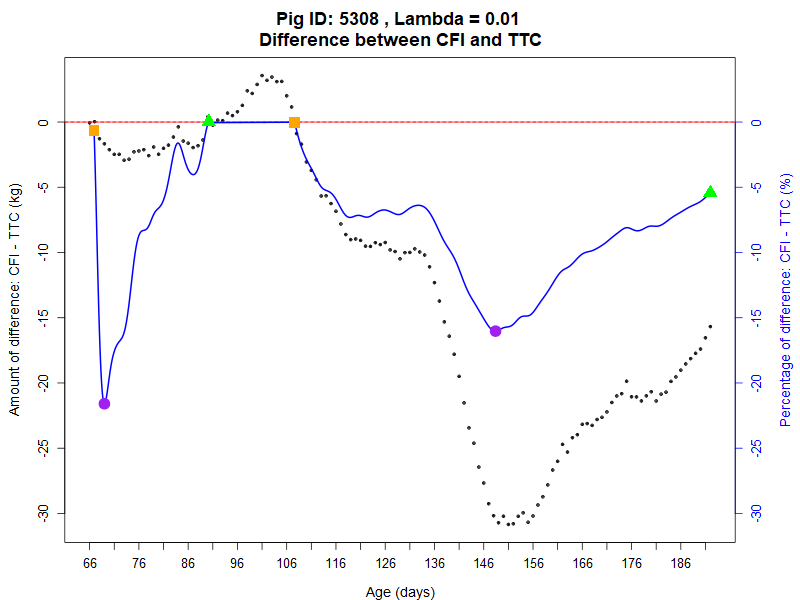 Pig ID: 5308 , Lambda = 0.01
Difference between CFI and TTC
Amount of difference: CFI - TTC (kg)
0
-5
-10
-15
-20
-25
-30
0
-5
-10
-15
-20
-25
-30
Percentage of difference: CFI - TTC (%)
66 76 86 96 106 116 126 136 146 156 166 176 186
Age (days)